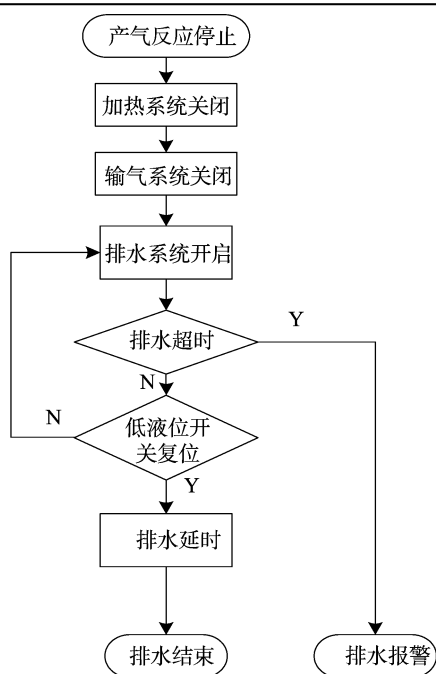 产气反应停止
加热系统关闭
输气系统关闭
排水系统开启
排水超时
Y
N
N
低液位开
关复位
Y
排水延时
排水结束
排水报警